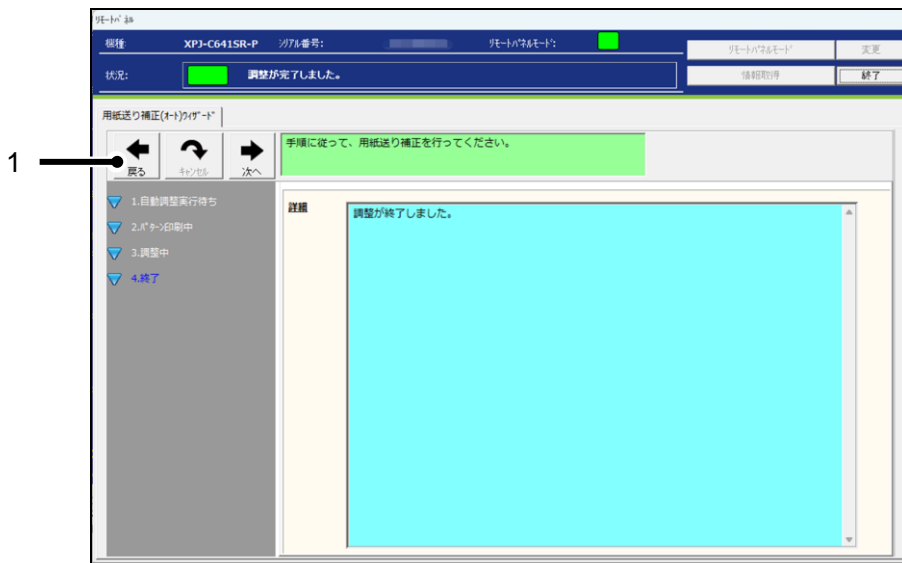 リモートパネル
機種: XPJ-C641SR-P シリアル番号: リモートパネルモード:
リモートパネルモード 変更
状況: 調整が完了しました。
情報取得 終了
用紙送り補正(オート)ウィザード
1
戻る キャンセル 次へ
手順に従って、用紙送り補正を行ってください。
1.自動調整実行待ち
2.パターン印刷中
3.調整中
4.終了
詳細
調整が終了しました。